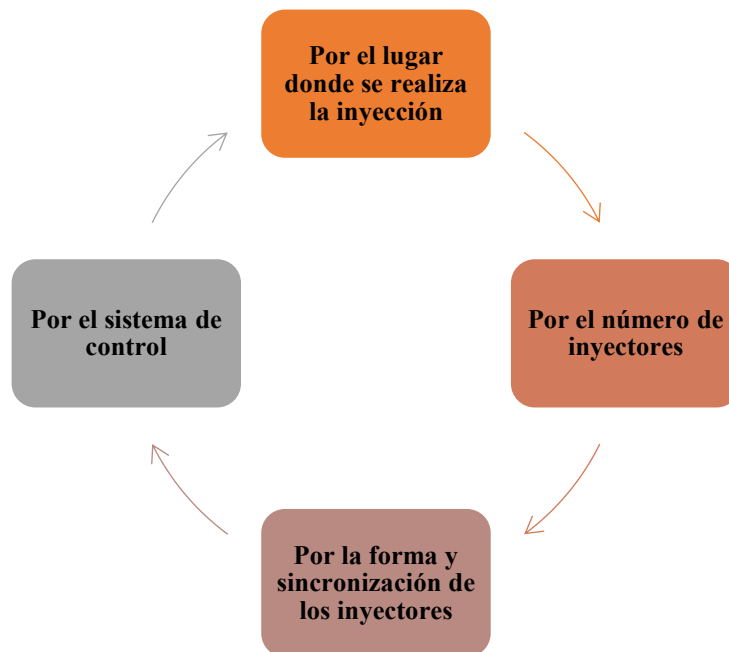 Por el lugar
donde se realiza
la inyección
Por el número de
inyectores
Por la forma y
sincronización de
los inyectores
Por el sistema de
control